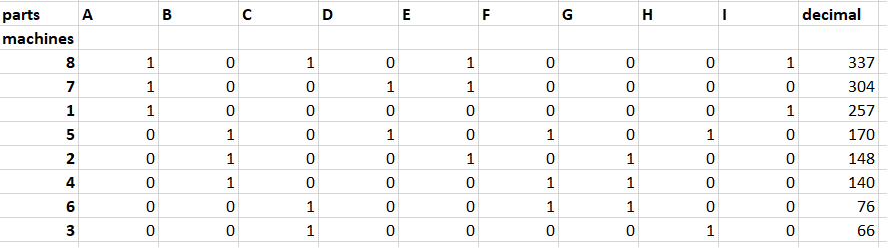 parts A B C D E F G H I decimal
machines
8 1 0 1 0 1 0 0 0 1 337
7 1 0 0 1 1 0 0 0 0 304
1 1 0 0 0 0 0 0 0 1 257
5 0 1 0 1 0 1 0 1 0 170
2 0 1 0 0 1 0 1 0 0 148
4 0 1 0 0 0 1 1 0 0 140
6 0 0 1 0 0 1 1 0 0 76
3 0 0 1 0 0 0 0 1 0 66